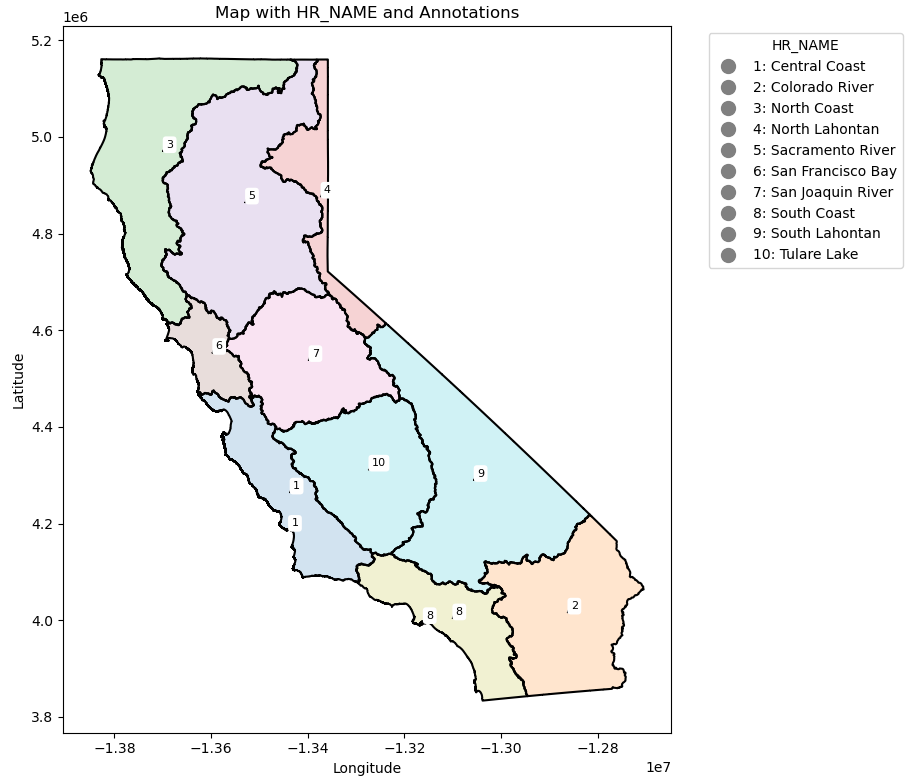 Map with HR_NAME and Annotations
1e6
5.2
5.0
4.8
4.6
4.4
4.2
4.0
3.8
Latitude
3
5
4
6
7
10
9
1
1
8
8
2
−1.38
−1.36
−1.34
−1.32
−1.30
−1.28
1e7
Longitude
HR_NAME
1: Central Coast
2: Colorado River
3: North Coast
4: North Lahontan
5: Sacramento River
6: San Francisco Bay
7: San Joaquin River
8: South Coast
9: South Lahontan
10: Tulare Lake